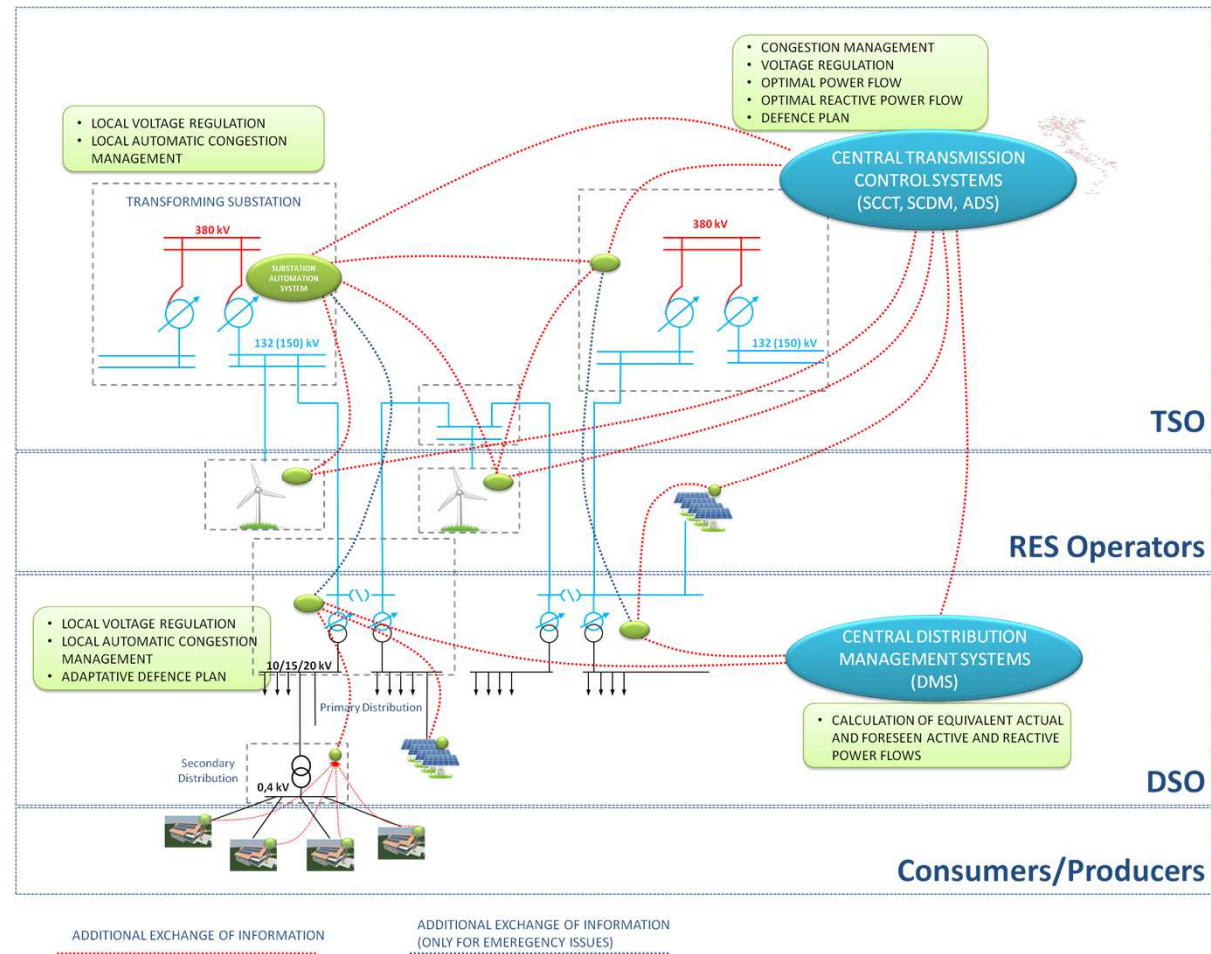 • CONGESTION MANAGEMENT
• VOLTAGE REGULATION
• OPTIMAL POWER FLOW
• OPTIMAL REACTIVE POWER FLOW
• DEFENCE PLAN
• LOCAL VOLTAGE REGULATION
• LOCAL AUTOMATIC CONGESTION
MANAGEMENT
CENTRAL TRANSMISSION
CONTROL SYSTEMS
(SCCT, SCDM, ADS)
TRANSFORMING SUBSTATION
380 kV
SUBSTATION
AUTOMATION
SYSTEM
132 (150) kV
380 kV
132 (150) kV
TSO
RES Operators
• LOCAL VOLTAGE REGULATION
• LOCAL AUTOMATIC CONGESTION
MANAGEMENT
• ADAPTATIVE DEFENCE PLAN
10/15/20 kV
Primary Distribution
CENTRAL DISTRIBUTION
MANAGEMENT SYSTEMS
(DMS)
• CALCULATION OF EQUIVALENT ACTUAL
AND FORESEEN ACTIVE AND REACTIVE
POWER FLOWS
Secondary
Distribution
0,4 kV
DSO
Consumers/Producers
ADDITIONAL EXCHANGE OF INFORMATION
ADDITIONAL EXCHANGE OF INFORMATION
(ONLY FOR EMEREGENCY ISSUES)